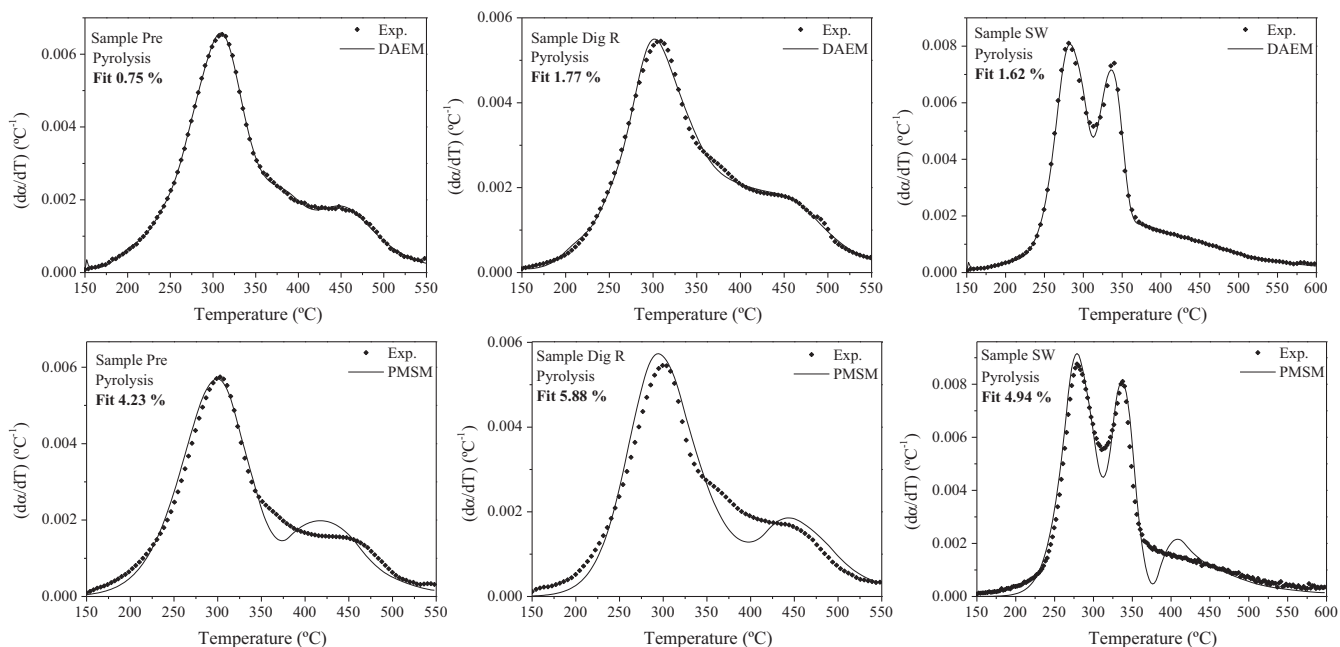 Sample Pre
Pyrolysis
Fit 0.75 %
Exp.
DAEM
0.006
0.004
0.002
0.000
(dα/dT) (ºC⁻¹)
150 200 250 300 350 400 450 500 550
Temperature (ºC)
Sample Dig R
Pyrolysis
Fit 1.77 %
Exp.
DAEM
0.006
0.004
0.002
0.000
(dα/dT) (ºC⁻¹)
150 200 250 300 350 400 450 500 550
Temperature (ºC)
Sample SW
Pyrolysis
Fit 1.62 %
Exp.
DAEM
0.008
0.006
0.004
0.002
0.000
(dα/dT) (ºC⁻¹)
150 200 250 300 350 400 450 500 550 600
Temperature (ºC)
Sample Pre
Pyrolysis
Fit 4.23 %
Exp.
PMSM
0.006
0.004
0.002
0.000
(dα/dT) (ºC⁻¹)
150 200 250 300 350 400 450 500 550
Temperature (ºC)
Sample Dig R
Pyrolysis
Fit 5.88 %
Exp.
PMSM
0.006
0.004
0.002
0.000
(dα/dT) (ºC⁻¹)
150 200 250 300 350 400 450 500 550
Temperature (ºC)
Sample SW
Pyrolysis
Fit 4.94 %
Exp.
PMSM
0.008
0.006
0.004
0.002
0.000
(dα/dT) (ºC⁻¹)
150 200 250 300 350 400 450 500 550 600
Temperature (ºC)